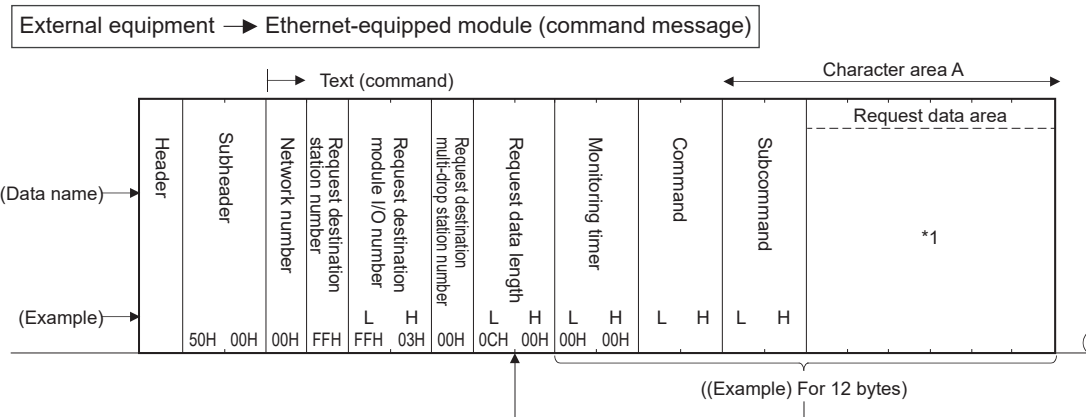 External equipment → Ethernet-equipped module (command message)
Text (command)
Character area A
(Data name)
Header
Subheader
Network number
Request destination
station number
Request destination
module I/O number
Request destination
multi-drop station number
Request data length
Monitoring timer
Command
Subcommand
Request data area
*1
(Example)
L H L H L H L H L H
50H 00H 00H FFH FFH 03H 00H 0CH 00H 00H 00H
((Example) For 12 bytes)